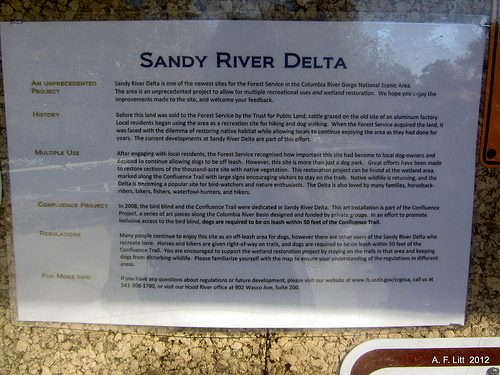 SANDY RIVER DELTA
AN UNPRECEDENTED
PROJECT
Sandy River Delta is one of the newest sites for the Forest Service in the Columbia River Gorge National Scenic Area.
The area is an unprecedented project to allow for multiple recreational uses and wetland restoration. We hope you enjoy the
improvements made to the site, and welcome your feedback.
HISTORY
Before this land was sold to the Forest Service by the Trust for Public Land, cattle grazed on the old site of an aluminum factory.
Local residents began using the area as a recreation site for hiking and dog walking. When the Forest Service acquired the land, it
was faced with the dilemma of restoring native habitat while allowing locals to continue enjoying the area as they had done for
years. The current developments at Sandy River Delta are part of this effort.
MULTIPLE USE
After engaging with local residents, the Forest Service recognized how important this site had become to local dog-owners and
decided to continue allowing dogs to be off leash. However, this site is more than just a dog park. Great efforts have been made
to restore sections of the thousand-acre site with native vegetation. This restoration project can be found at the wetland area,
marked along the Confluence Trail with large signs encouraging visitors to stay on the trails. Native wildlife is returning, and the
Delta is becoming a popular site for bird-watchers and nature enthusiasts. The Delta is also loved by many families, horseback-
riders, bikers, fishers, waterfowl-hunters, and hikers.
CONFLUENCE PROJECT
In 2008, the bird blind and the Confluence Trail were dedicated in Sandy River Delta. This art installation is part of the Confluence
Project, a series of art pieces along the Columbia River Basin designed and funded by private groups. In an effort to promote
inclusive access to the bird blind, dogs are required to be on leash within 50 feet of the Confluence Trail.
REGULATIONS
Many people continue to enjoy this site as an off-leash area for dogs, however there are other users of the Sandy River Delta who
recreate here. Horses and bikers are given right-of-way on trails, and dogs are required to be on leash within 50 feet of the
Confluence Trail. You are encouraged to support the wetland restoration project by staying on the trails in that area and keeping
dogs from disturbing wildlife. Please familiarize yourself with the map to ensure your understanding of the regulations in different
areas.
FOR MORE INFO
If you have any questions about regulations or future development, please visit our website at www.fs.usda.gov/crgnsa, call us at
541-308-1700, or visit our Hood River office at 902 Wasco Ave, Suite 200.
A. F. Litt 2012